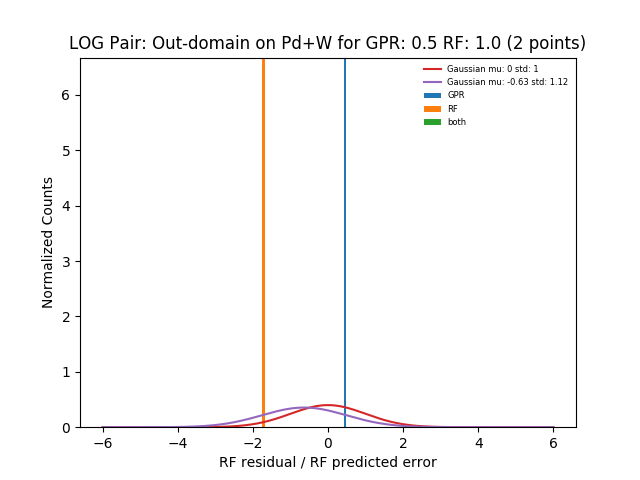 LOG Pair: Out-domain on Pd+W for GPR: 0.5 RF: 1.0 (2 points)
Gaussian mu: 0 std: 1
Gaussian mu: -0.63 std: 1.12
GPR
RF
both
Normalized Counts
6
5
4
3
2
1
0
−6 −4 −2 0 2 4 6
RF residual / RF predicted error